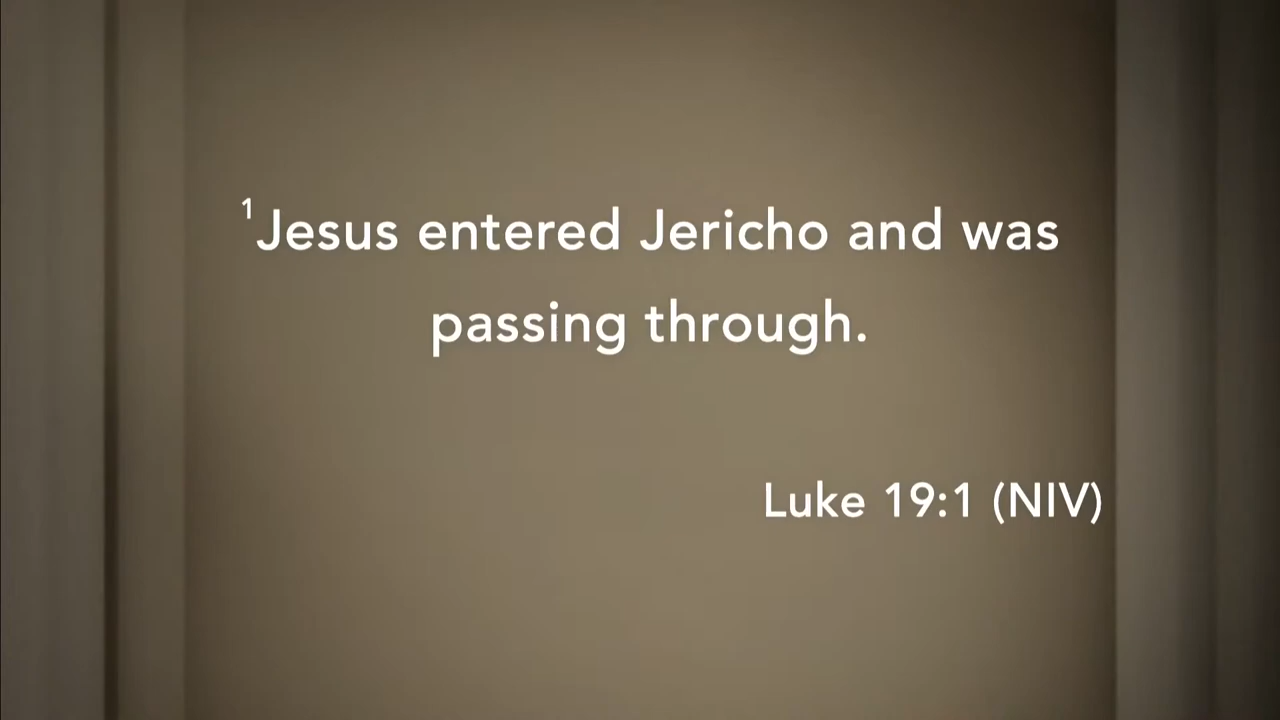 ¹Jesus entered Jericho and was
passing through.
Luke 19:1 (NIV)